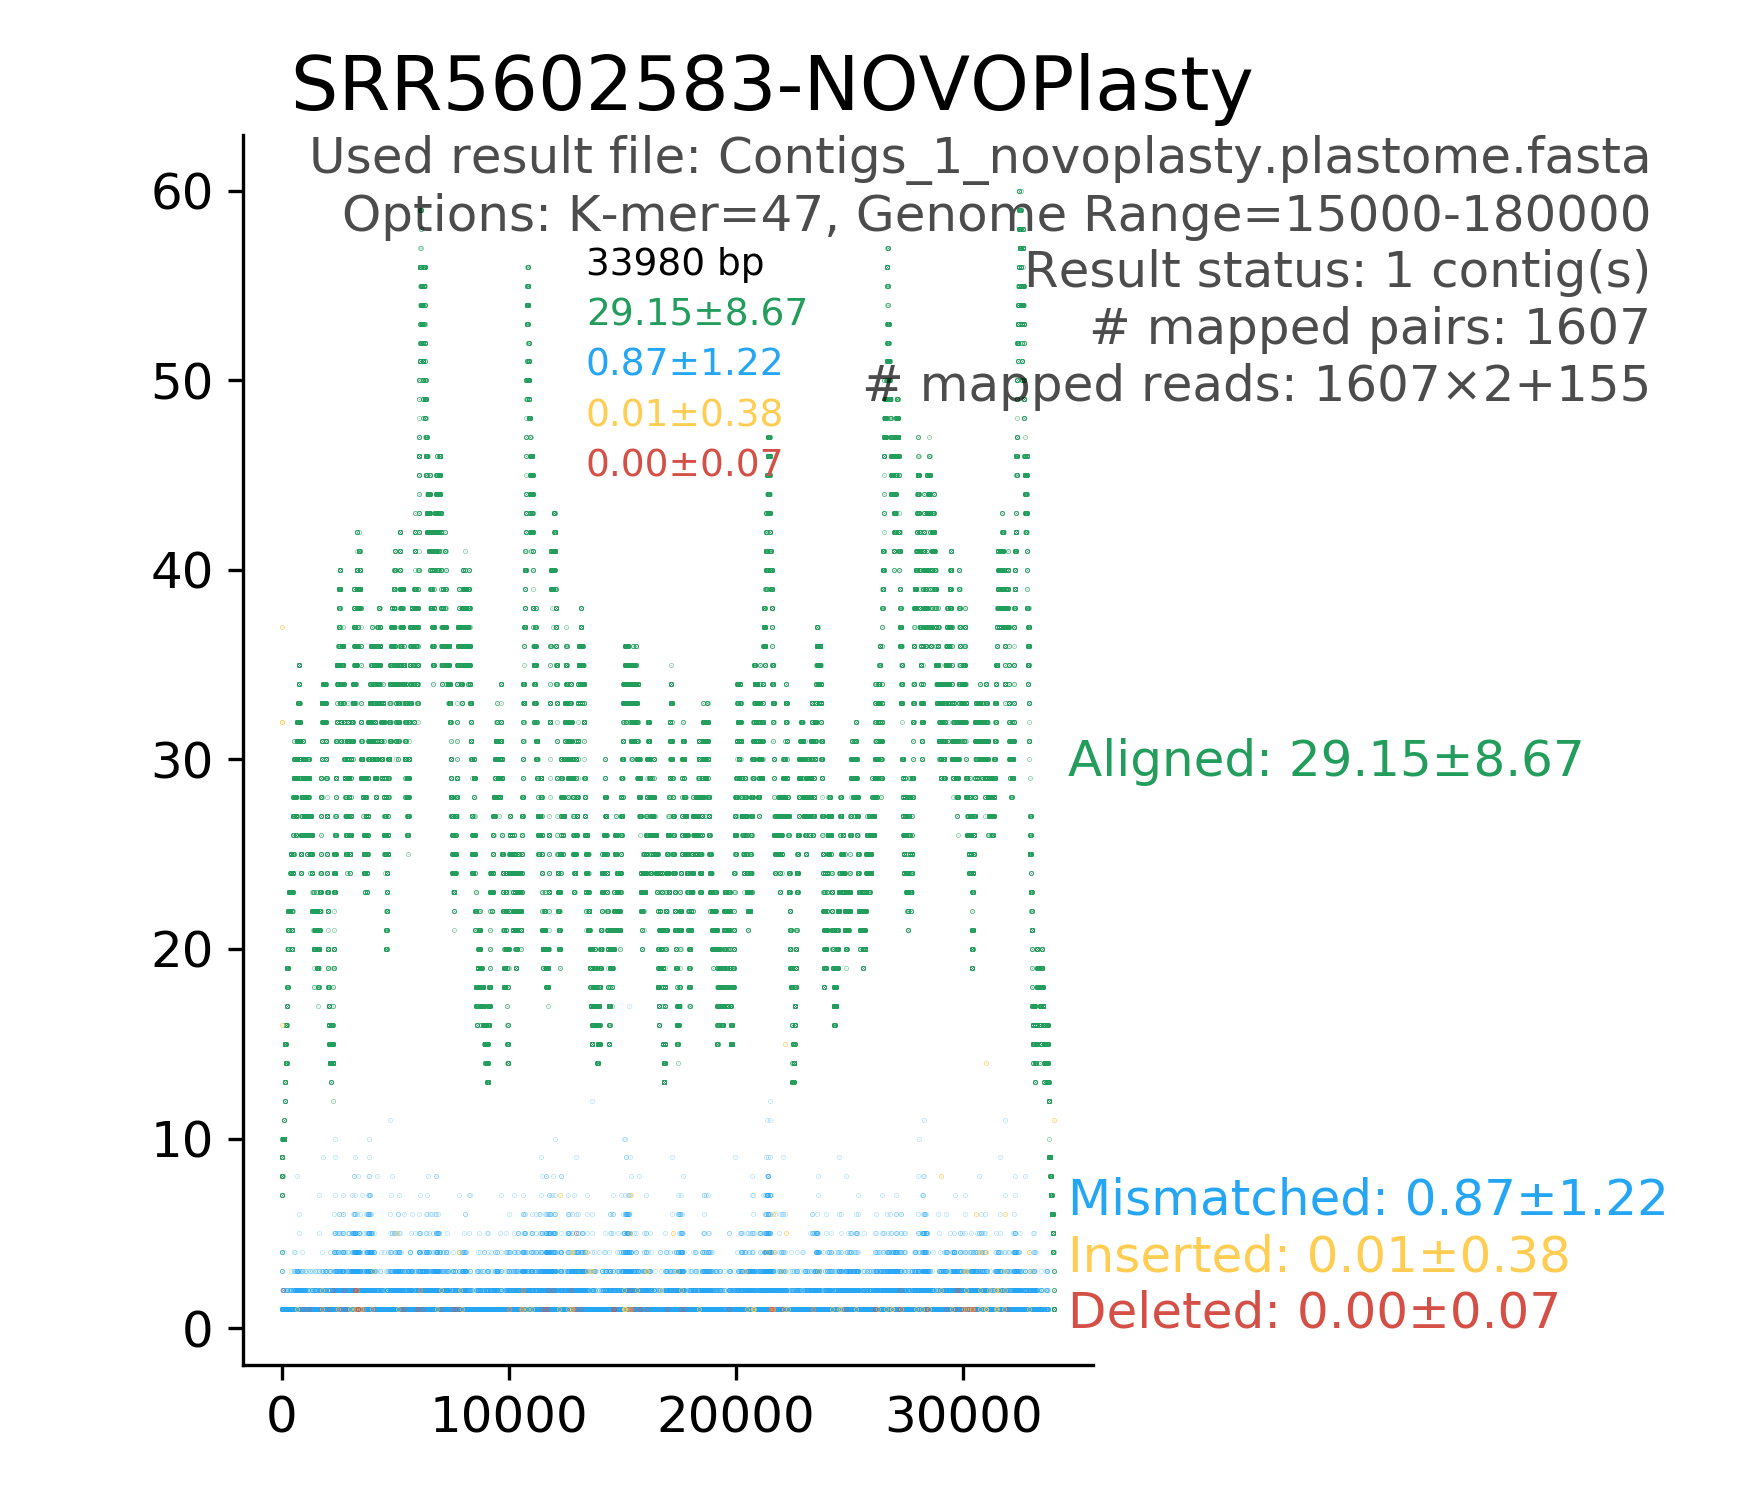 SRR5602583-NOVOPlasty
Used result file: Contigs_1_novoplasty.plastome.fasta
Options: K-mer=47, Genome Range=15000-180000
Result status: 1 contig(s)
# mapped pairs: 1607
# mapped reads: 1607×2+155
33980 bp
29.15±8.67
0.87±1.22
0.01±0.38
0.00±0.07
60
50
40
30
20
10
0
Aligned: 29.15±8.67
Mismatched: 0.87±1.22
Inserted: 0.01±0.38
Deleted: 0.00±0.07
0 10000 20000 30000